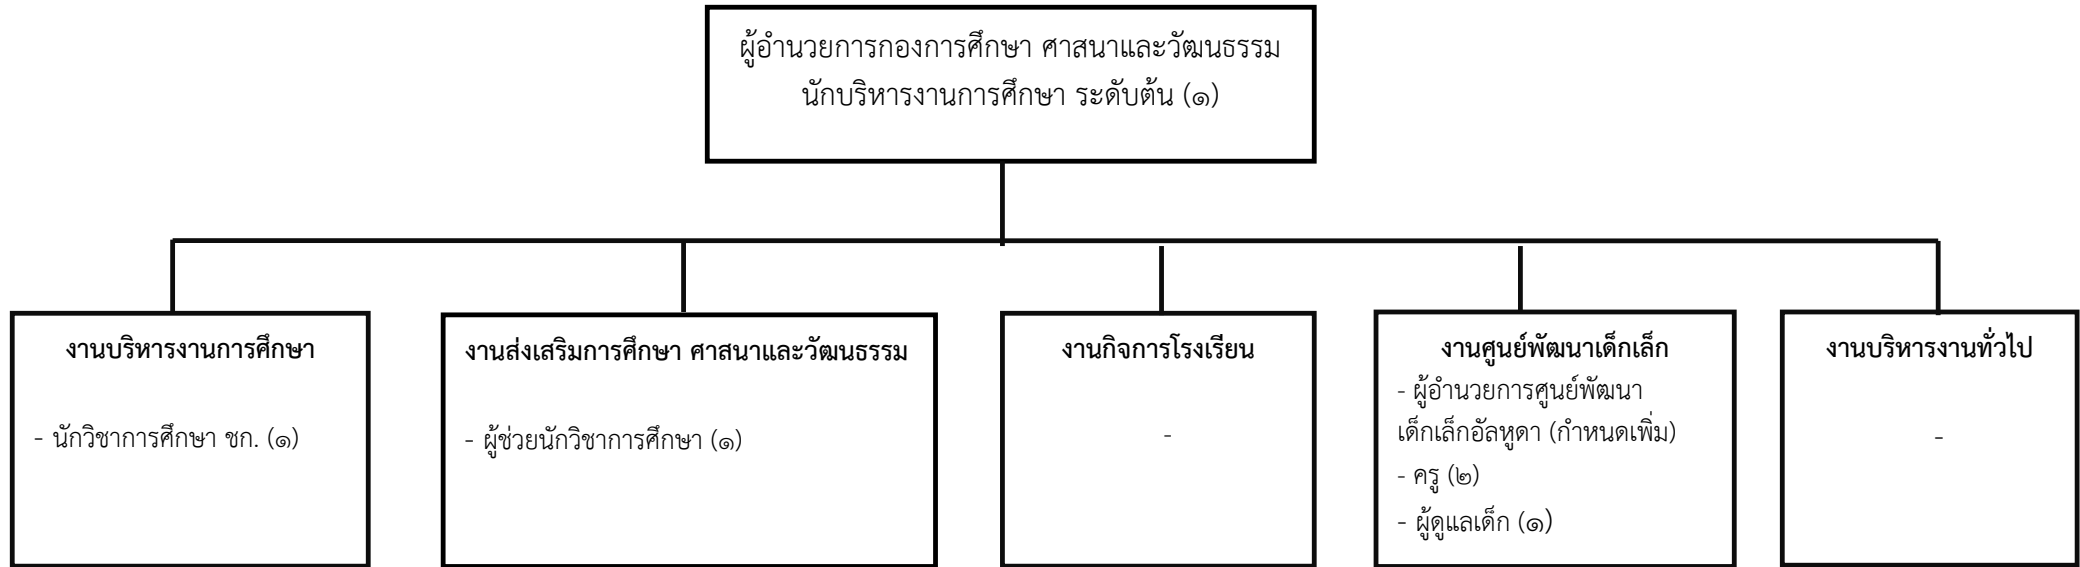 ผู้อำนวยการกองการศึกษา ศาสนาและวัฒนธรรม
นักบริหารงานการศึกษา ระดับต้น (๑)
งานบริหารงานการศึกษา
- นักวิชาการศึกษา ชก. (๑)
งานส่งเสริมการศึกษา ศาสนาและวัฒนธรรม
- ผู้ช่วยนักวิชาการศึกษา (๑)
งานกิจการโรงเรียน
-
งานศูนย์พัฒนาเด็กเล็ก
- ผู้อำนวยการศูนย์พัฒนา
เด็กเล็กอัลหูดา (กำหนดเพิ่ม)
- ครู (๒)
- ผู้ดูแลเด็ก (๑)
งานบริหารงานทั่วไป
-